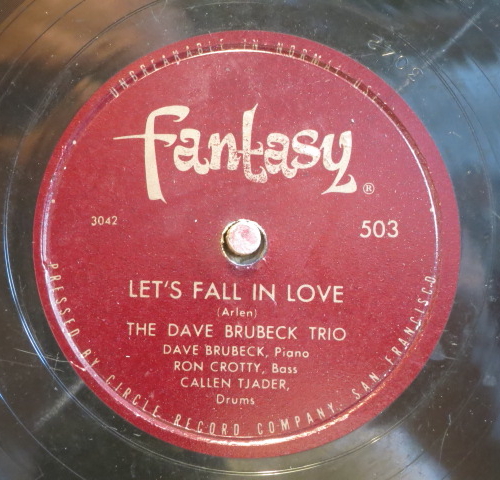 UNBREAKABLE IN NORMAL USE
Fantasy®
3042
503
LET'S FALL IN LOVE
(Arlen)
THE DAVE BRUBECK TRIO
DAVE BRUBECK, Piano
RON CROTTY, Bass
CALLEN TJADER,
Drums
PRESSED BY CIRCLE RECORD COMPANY, SAN FRANCISCO
3042